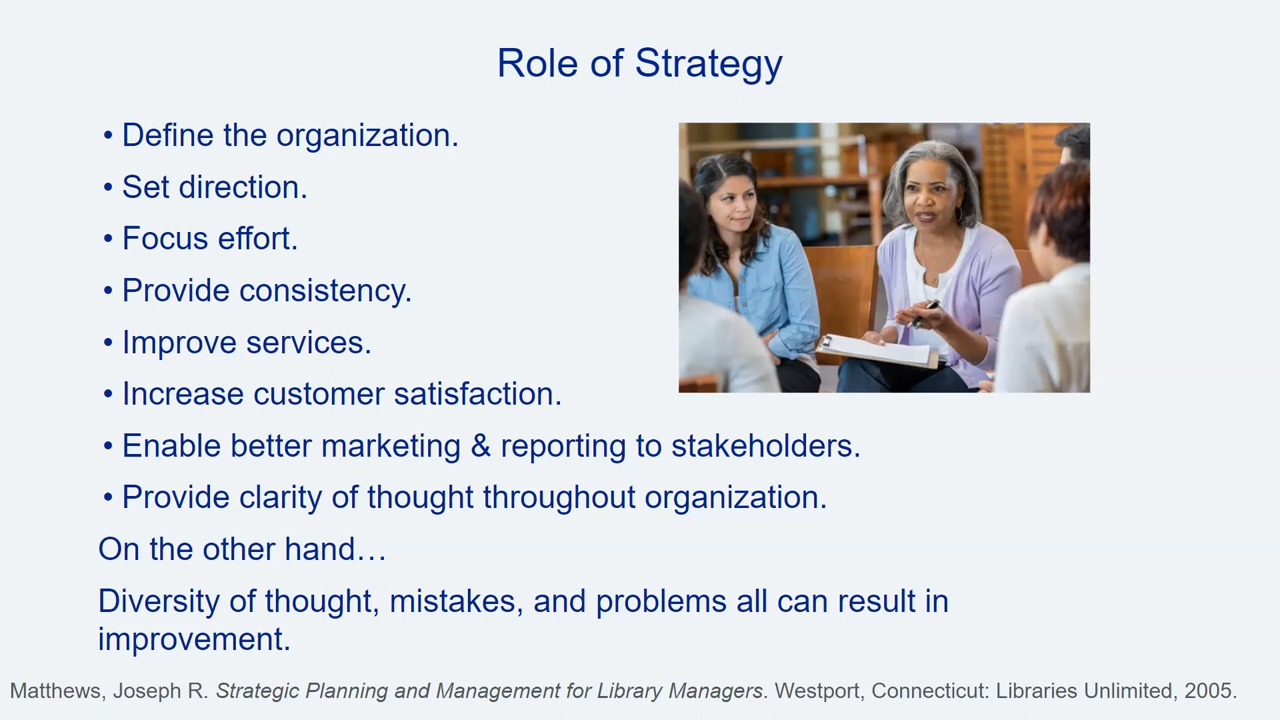 Role of Strategy
• Define the organization.
• Set direction.
• Focus effort.
• Provide consistency.
• Improve services.
• Increase customer satisfaction.
• Enable better marketing & reporting to stakeholders.
• Provide clarity of thought throughout organization.
On the other hand…
Diversity of thought, mistakes, and problems all can result in
improvement.
Matthews, Joseph R. Strategic Planning and Management for Library Managers. Westport, Connecticut: Libraries Unlimited, 2005.